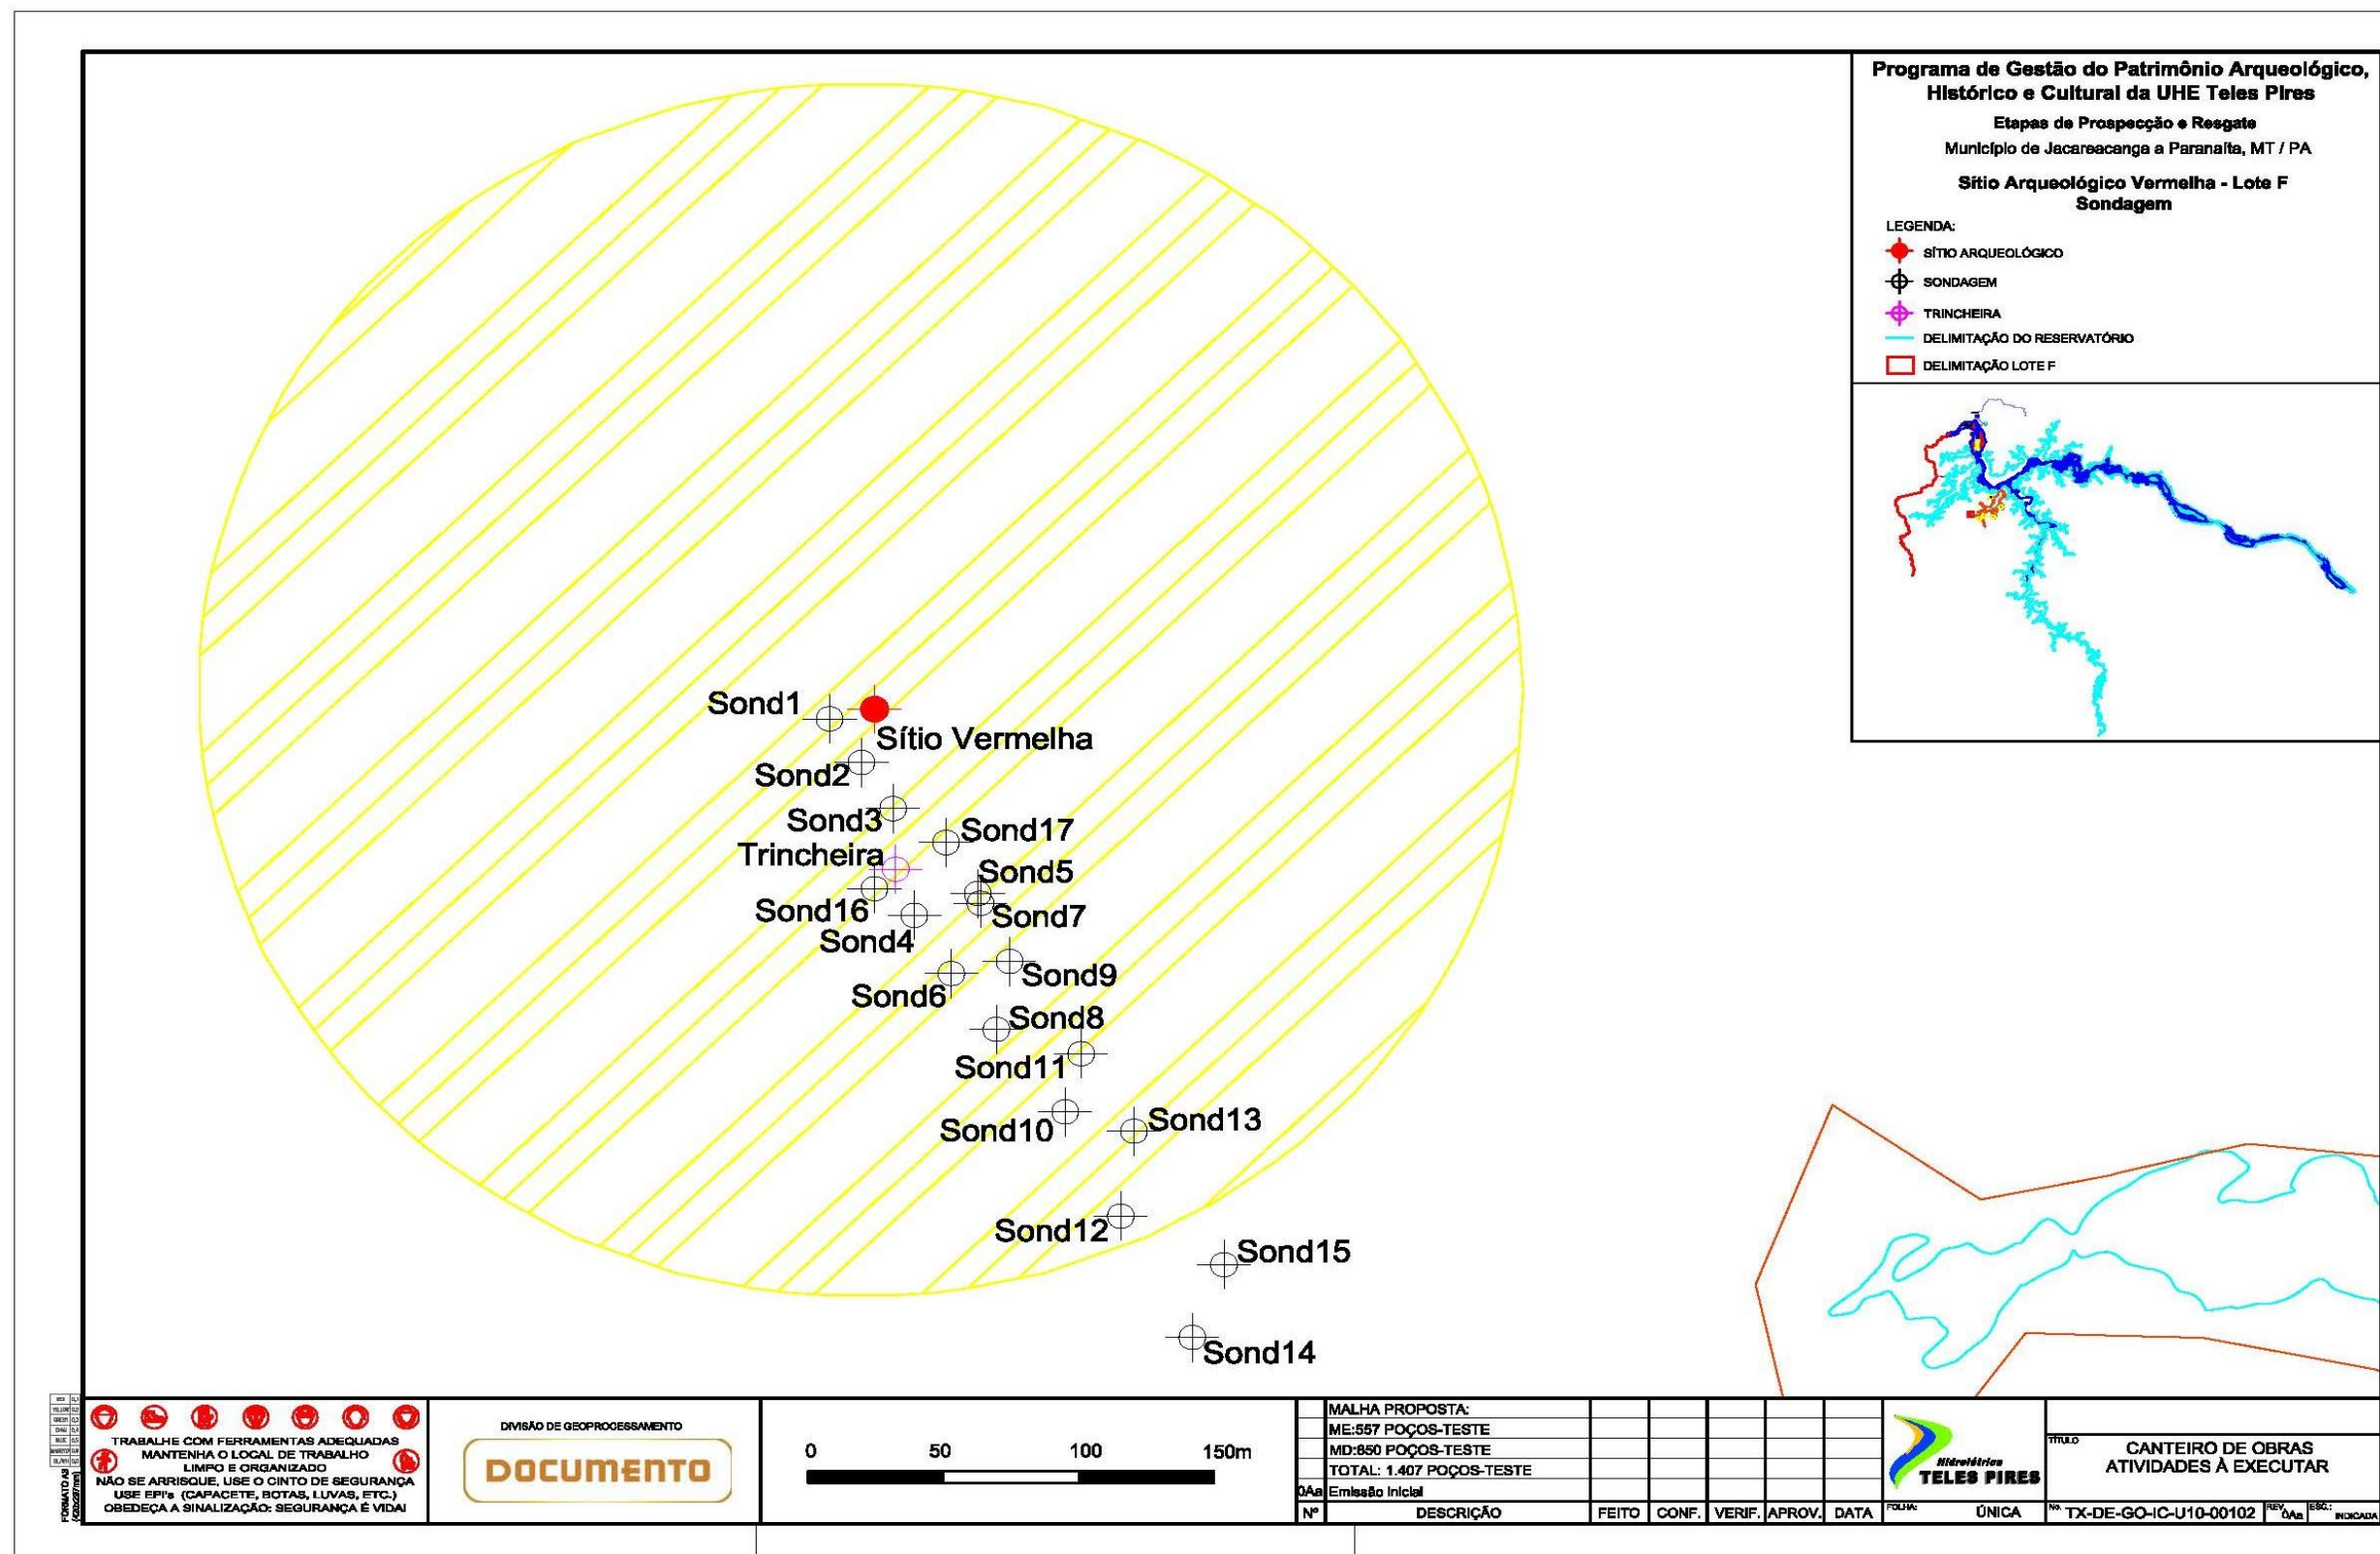 Programa de Gestão do Patrimônio Arqueológico,
Histórico e Cultural da UHE Teles Pires
Etapas de Prospecção e Resgate
Município de Jacareacanga a Paranaíta, MT / PA
Sítio Arqueológico Vermelha - Lote F
Sondagem
LEGENDA:
SÍTIO ARQUEOLÓGICO
SONDAGEM
TRINCHEIRA
DELIMITAÇÃO DO RESERVATÓRIO
DELIMITAÇÃO LOTE F
Sond1
Sítio Vermelha
Sond2
Sond3
Sond17
Trincheira
Sond5
Sond16
Sond7
Sond4
Sond9
Sond6
Sond8
Sond11
Sond10
Sond13
Sond12
Sond15
Sond14
TRABALHE COM FERRAMENTAS ADEQUADAS
MANTENHA O LOCAL DE TRABALHO
LIMPO E ORGANIZADO
NÃO SE ARRISQUE, USE O CINTO DE SEGURANÇA
USE EPI's (CAPACETE, BOTAS, LUVAS, ETC.)
OBEDEÇA A SINALIZAÇÃO: SEGURANÇA É VIDA!
FORMATO A3
DIVISÃO DE GEOPROCESSAMENTO
DOCUMENTO
0 50 100 150m
MALHA PROPOSTA:
ME:557 POÇOS-TESTE
MD:850 POÇOS-TESTE
TOTAL: 1.407 POÇOS-TESTE
0Aa Emissão Inicial
Nº DESCRIÇÃO FEITO CONF. VERIF. APROV. DATA
Hidrelétrica
TELES PIRES
TÍTULO
CANTEIRO DE OBRAS
ATIVIDADES À EXECUTAR
FOLHA: ÚNICA
No. TX-DE-GO-IC-U10-00102
REV. 0Aa
ESC.: INDICADA